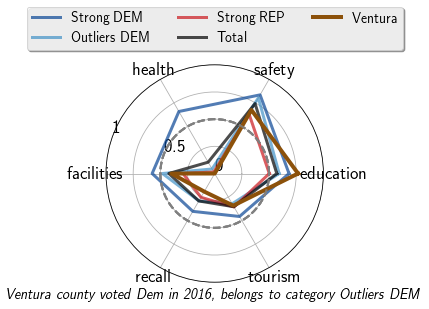 Strong DEM
Outliers DEM
Strong REP
Total
Ventura
health
safety
1
0.5
0
facilities
education
recall
tourism
Ventura county voted Dem in 2016, belongs to category Outliers DEM